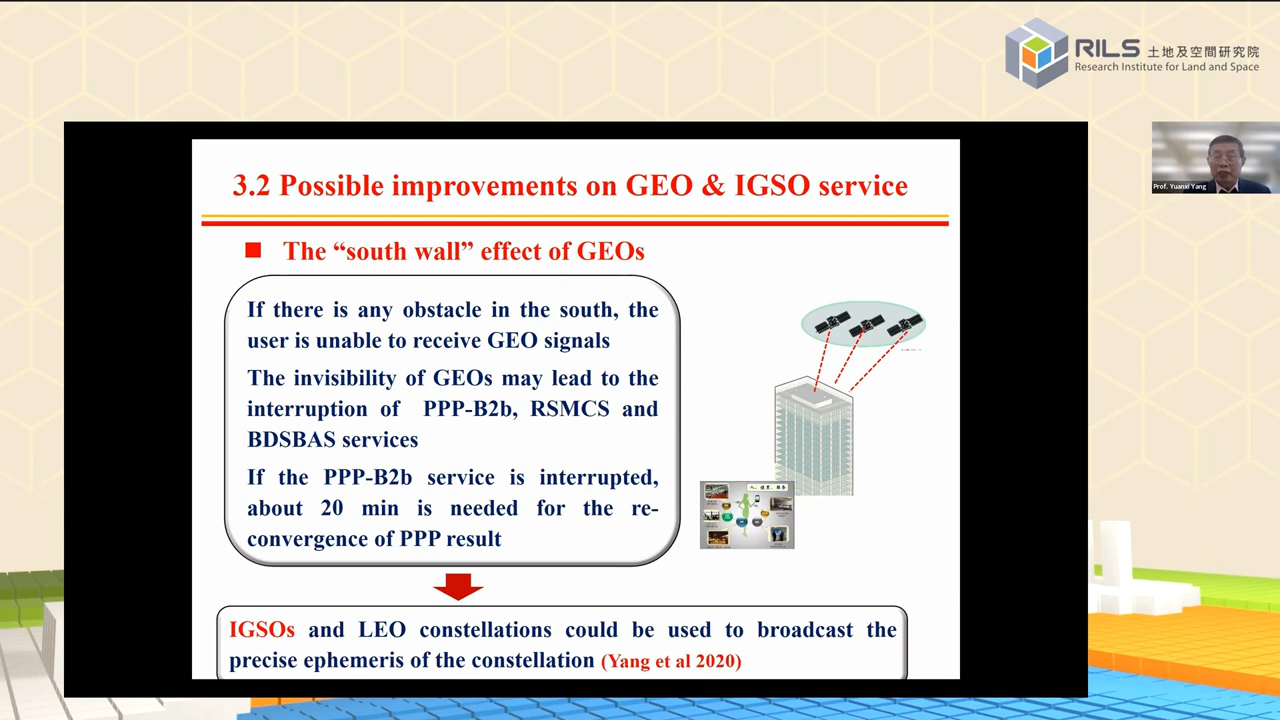 RILS 土地及空間研究院
Research Institute for Land and Space
3.2 Possible improvements on GEO & IGSO service
The “south wall” effect of GEOs
If there is any obstacle in the south, the
user is unable to receive GEO signals
The invisibility of GEOs may lead to the
interruption of PPP-B2b, RSMCS and
BDSBAS services
If the PPP-B2b service is interrupted,
about 20 min is needed for the re-
convergence of PPP result
IGSOs and LEO constellations could be used to broadcast the
precise ephemeris of the constellation (Yang et al 2020)
Prof. Yuanxi Yang